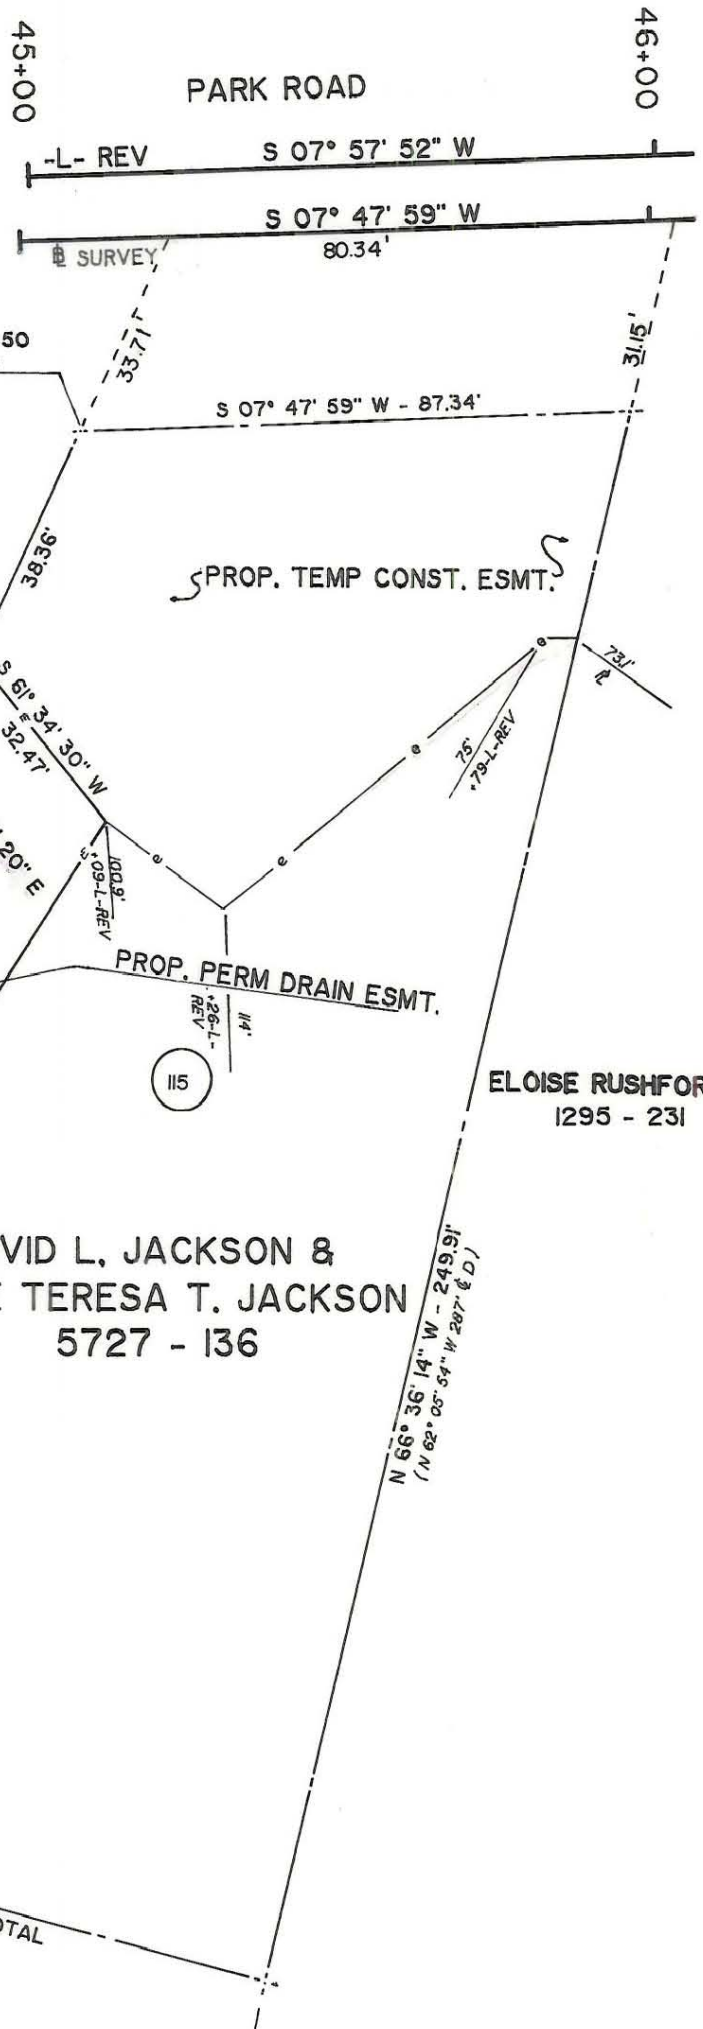 45+00
46+00
PARK ROAD
-L- REV
S 07° 57' 52" W
S 07° 47' 59" W
80.34'
SURVEY
50
33.71'
31.15'
S 07° 47' 59" W - 87.34'
38.36'
PROP. TEMP CONST. ESMT.
73.1'
75'
+79-L-REV
S 61° 34' 30" W
32.47'
20" E
E
E
e
e
e
e
100.9'
+09-L-REV
PROP. PERM DRAIN ESMT.
114'
+26-L-
REV
115
ELOISE RUSHFOR
1295 - 231
VID L. JACKSON &
E TERESA T. JACKSON
5727 - 136
N 66° 36' 14" W - 249.91'
(N 62° 05' 54" W 287' ℄ D)
OTAL